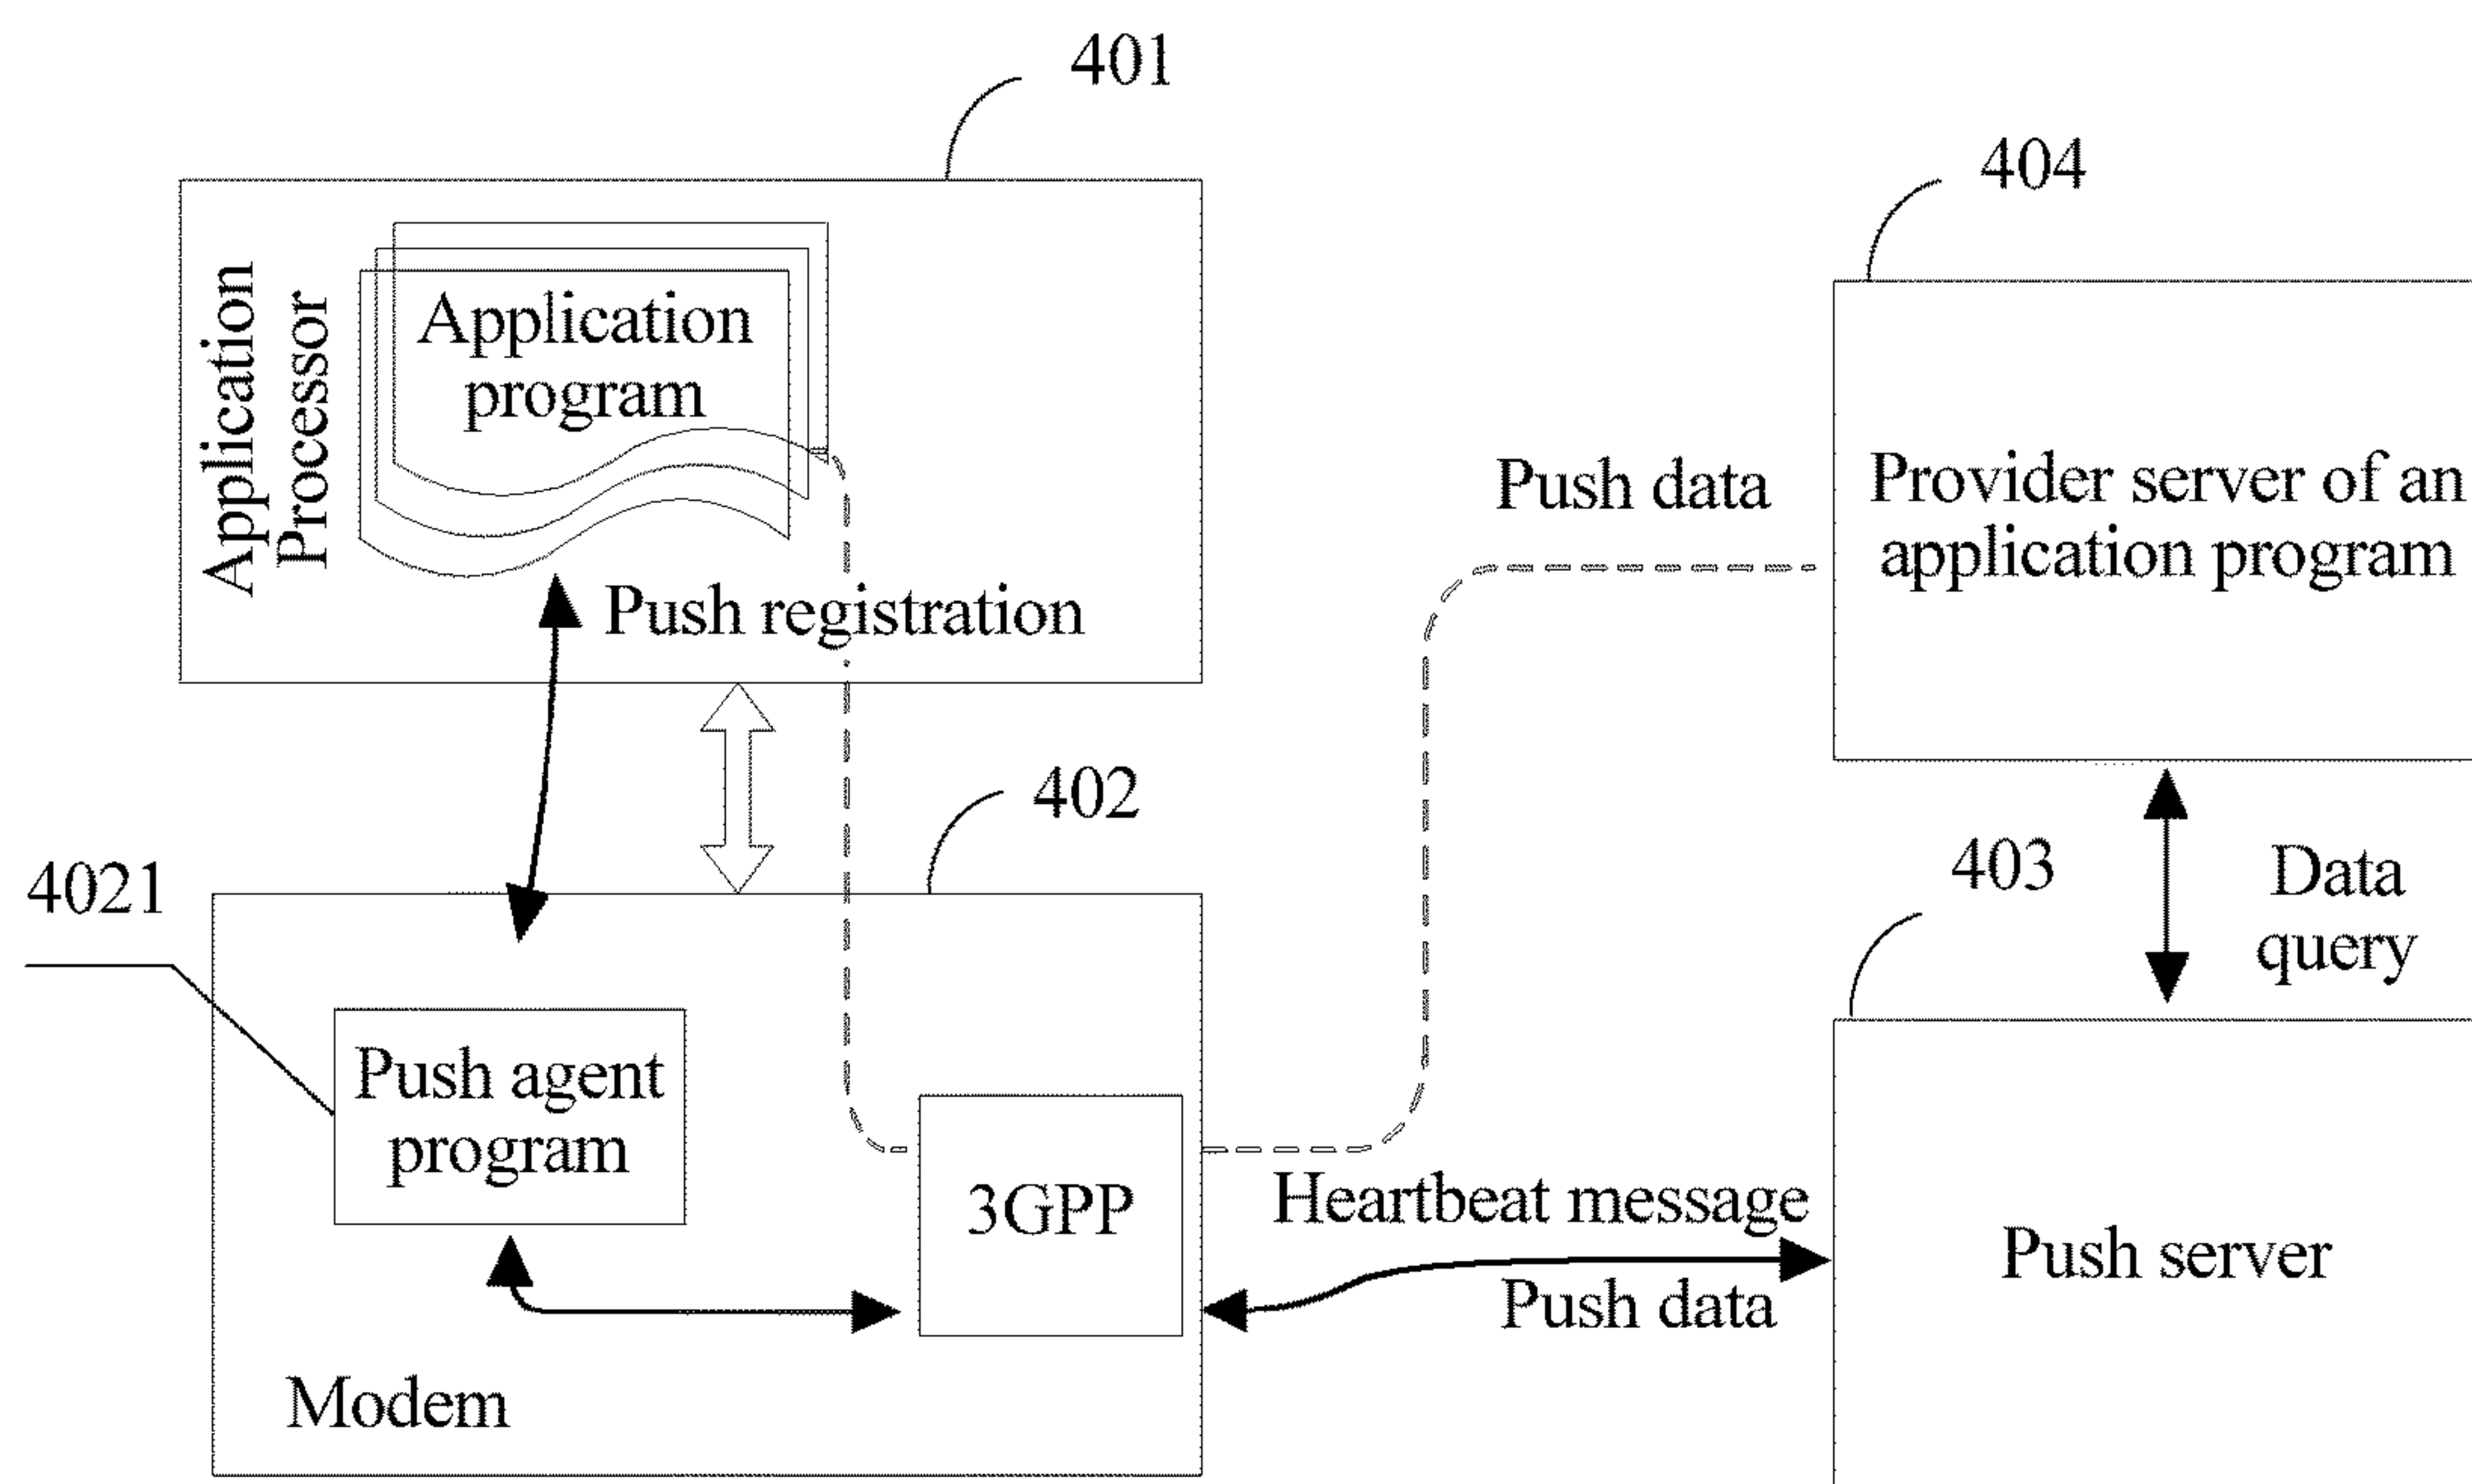 401
404
Application
Processor
Application
program
Push registration
Push data
Provider server of an
application program
402
4021
403
Data
query
Push agent
program
3GPP
Heartbeat message
Push data
Push server
Modem